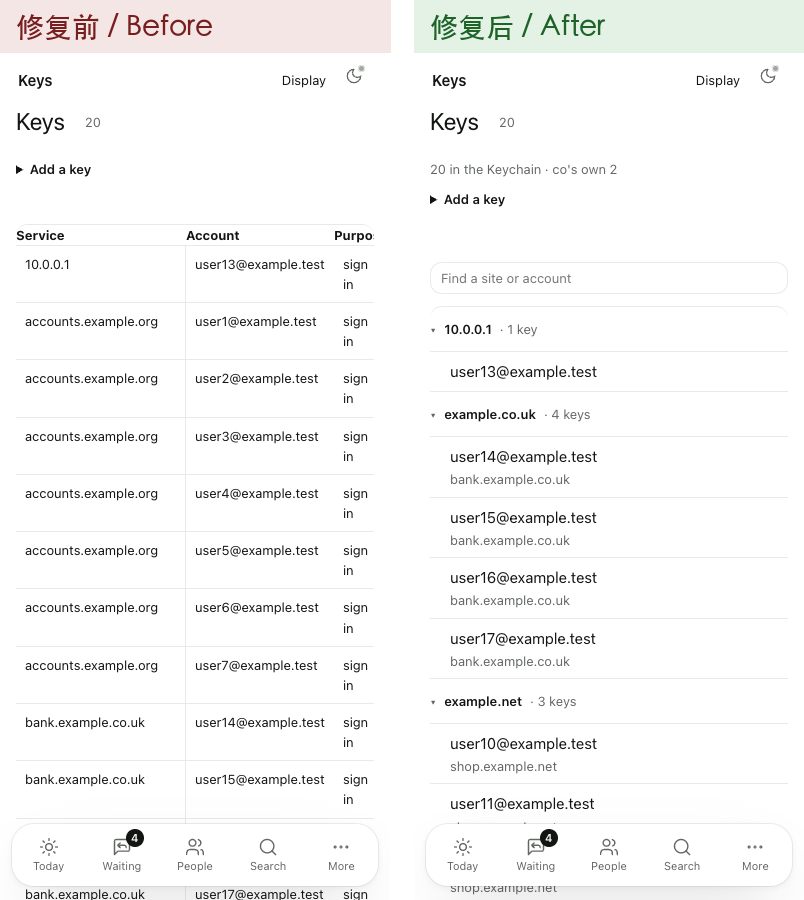 修复前 / Before
Keys
Display
Keys 20
Add a key
Service Account Purpo
10.0.0.1 user13@example.test sign in
accounts.example.org user1@example.test sign in
accounts.example.org user2@example.test sign in
accounts.example.org user3@example.test sign in
accounts.example.org user4@example.test sign in
accounts.example.org user5@example.test sign in
accounts.example.org user6@example.test sign in
accounts.example.org user7@example.test sign in
bank.example.co.uk user14@example.test sign in
bank.example.co.uk user15@example.test sign in
4
Today Waiting People Search More
bank.example.co.uk user17@example.test sign
修复后 / After
Keys
Display
Keys 20
20 in the Keychain · co's own 2
Add a key
Find a site or account
10.0.0.1 · 1 key
user13@example.test
example.co.uk · 4 keys
user14@example.test
bank.example.co.uk
user15@example.test
bank.example.co.uk
user16@example.test
bank.example.co.uk
user17@example.test
bank.example.co.uk
example.net · 3 keys
user10@example.test
shop.example.net
user11@example.test
4
Today Waiting People Search More
shop.example.net